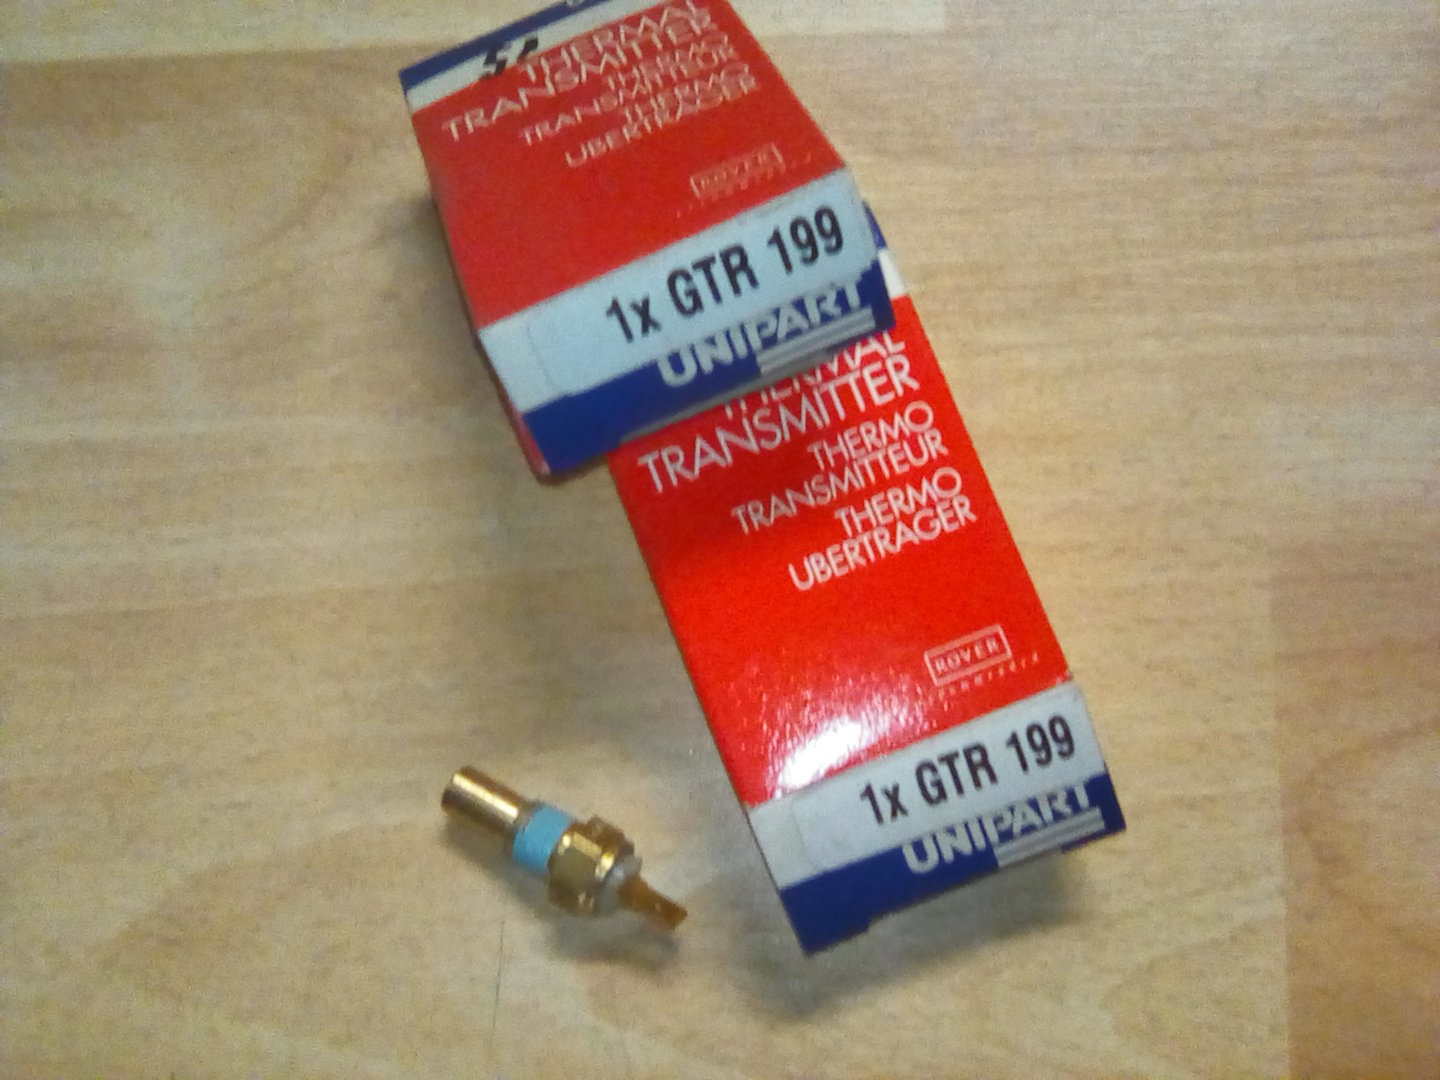 THERMAL
TRANSMITTER
THERMO
TRANSMITTEUR
THERMO
UBERTRAGER
ROVER
1x GTR 199
UNIPART
THERMAL
TRANSMITTER
THERMO
TRANSMITTEUR
THERMO
UBERTRAGER
ROVER
1x GTR 199
UNIPART